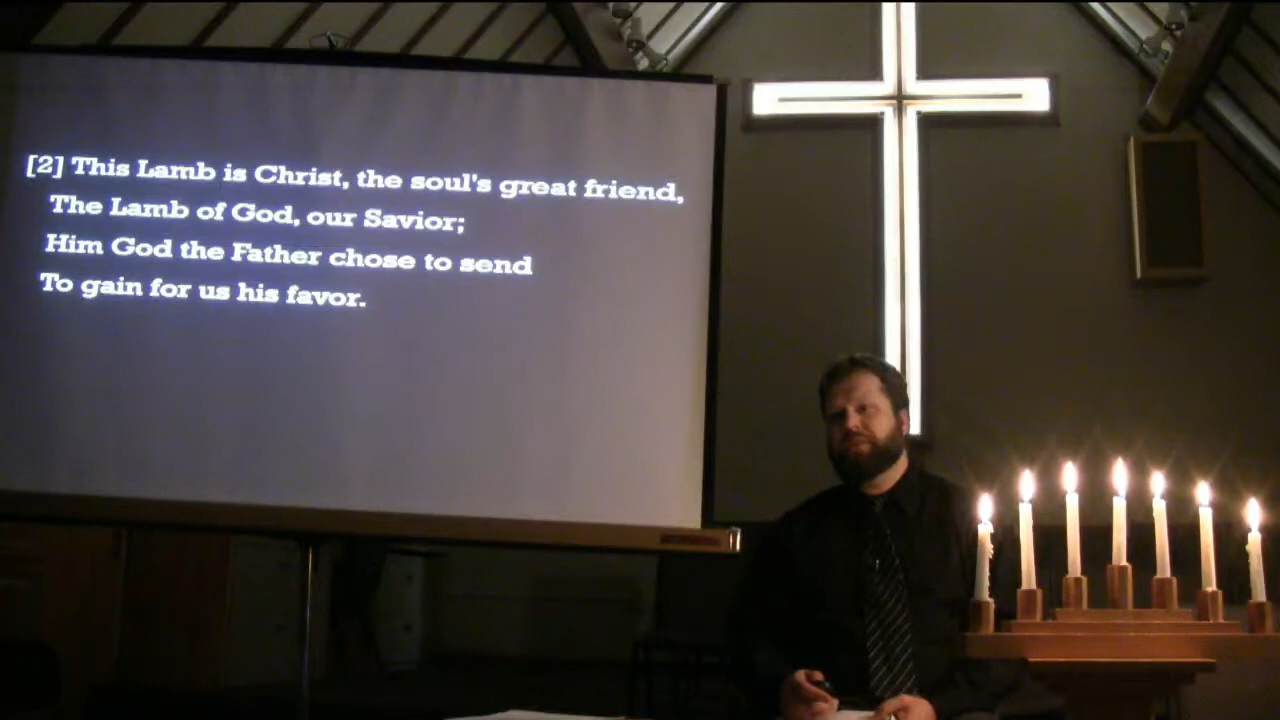 [2] This Lamb is Christ, the soul's great friend,
The Lamb of God, our Savior;
Him God the Father chose to send
To gain for us his favor.